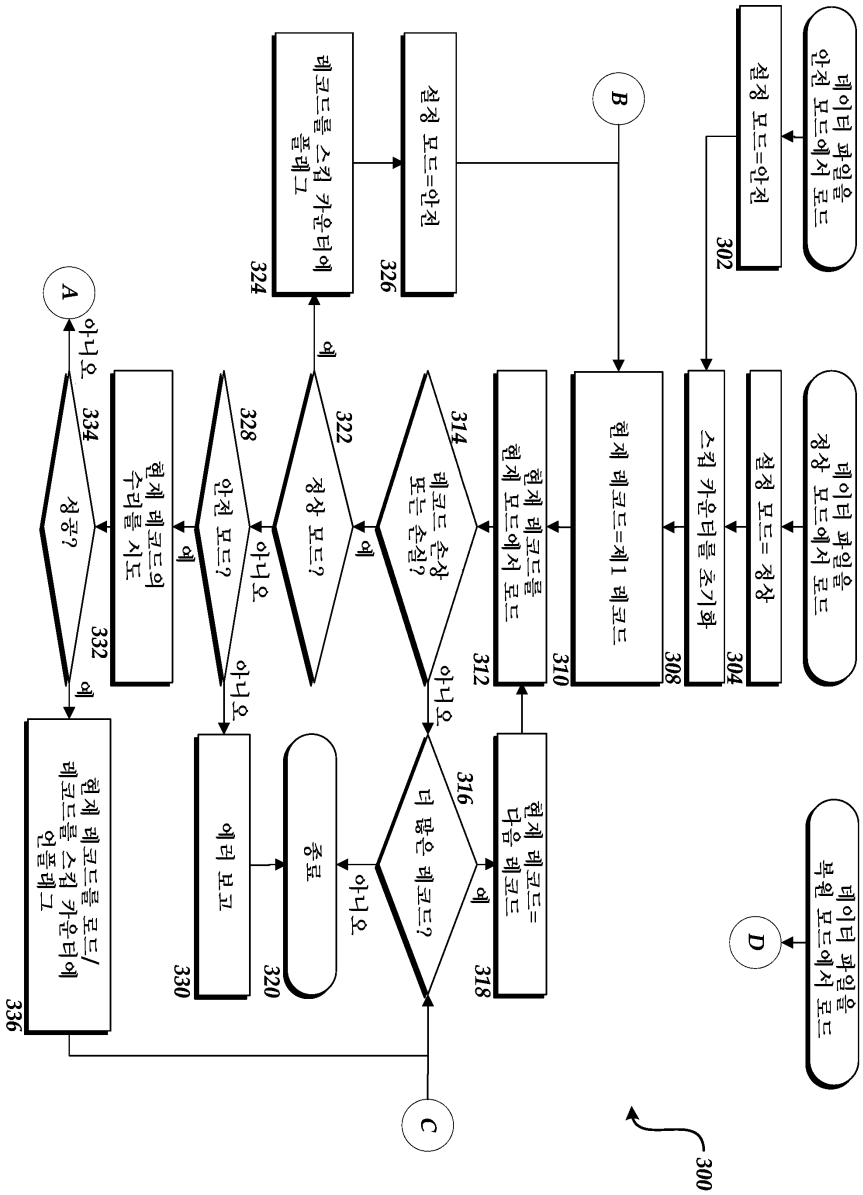 데이터 파일을
안전 모드에서 로드
설정 모드=안전
302
데이터 파일을
정상 모드에서 로드
설정 모드= 정상
304
스킵 카운터를 초기화
308
현재 레코드=제1 레코드
310
현재 레코드를
현재 모드에서 로드
312
레코드 손상
또는 손실?
314
예
아니오
더 많은 레코드?
316
예
아니오
현재 레코드=
다음 레코드
318
종료
320
정상 모드?
322
예
아니오
레코드를 스킵 카운터에
플래그
324
설정 모드=안전
326
B
안전 모드?
328
예
아니오
에러 보고
330
현재 레코드의
수리를 시도
332
성공?
334
아니오
예
A
현재 레코드를 로드/
레코드를 스킵 카운터에
언플래그
336
C
데이터 파일을
복원 모드에서 로드
D
300